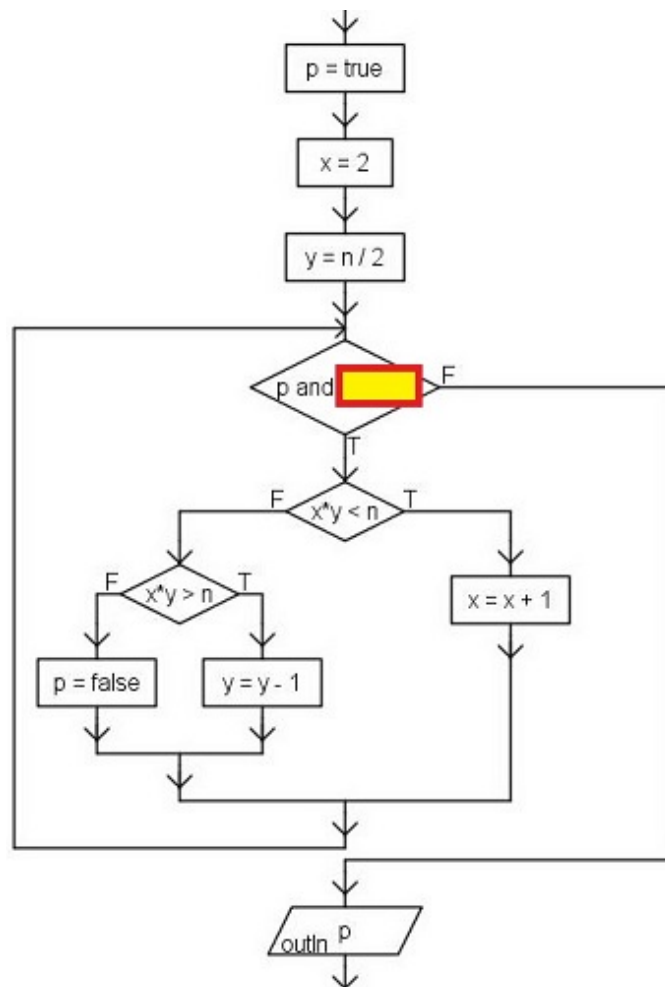 p = true
x = 2
y = n / 2
p and
F
T
x*y < n
F
T
x*y > n
F
T
x = x + 1
p = false
y = y - 1
p
outln